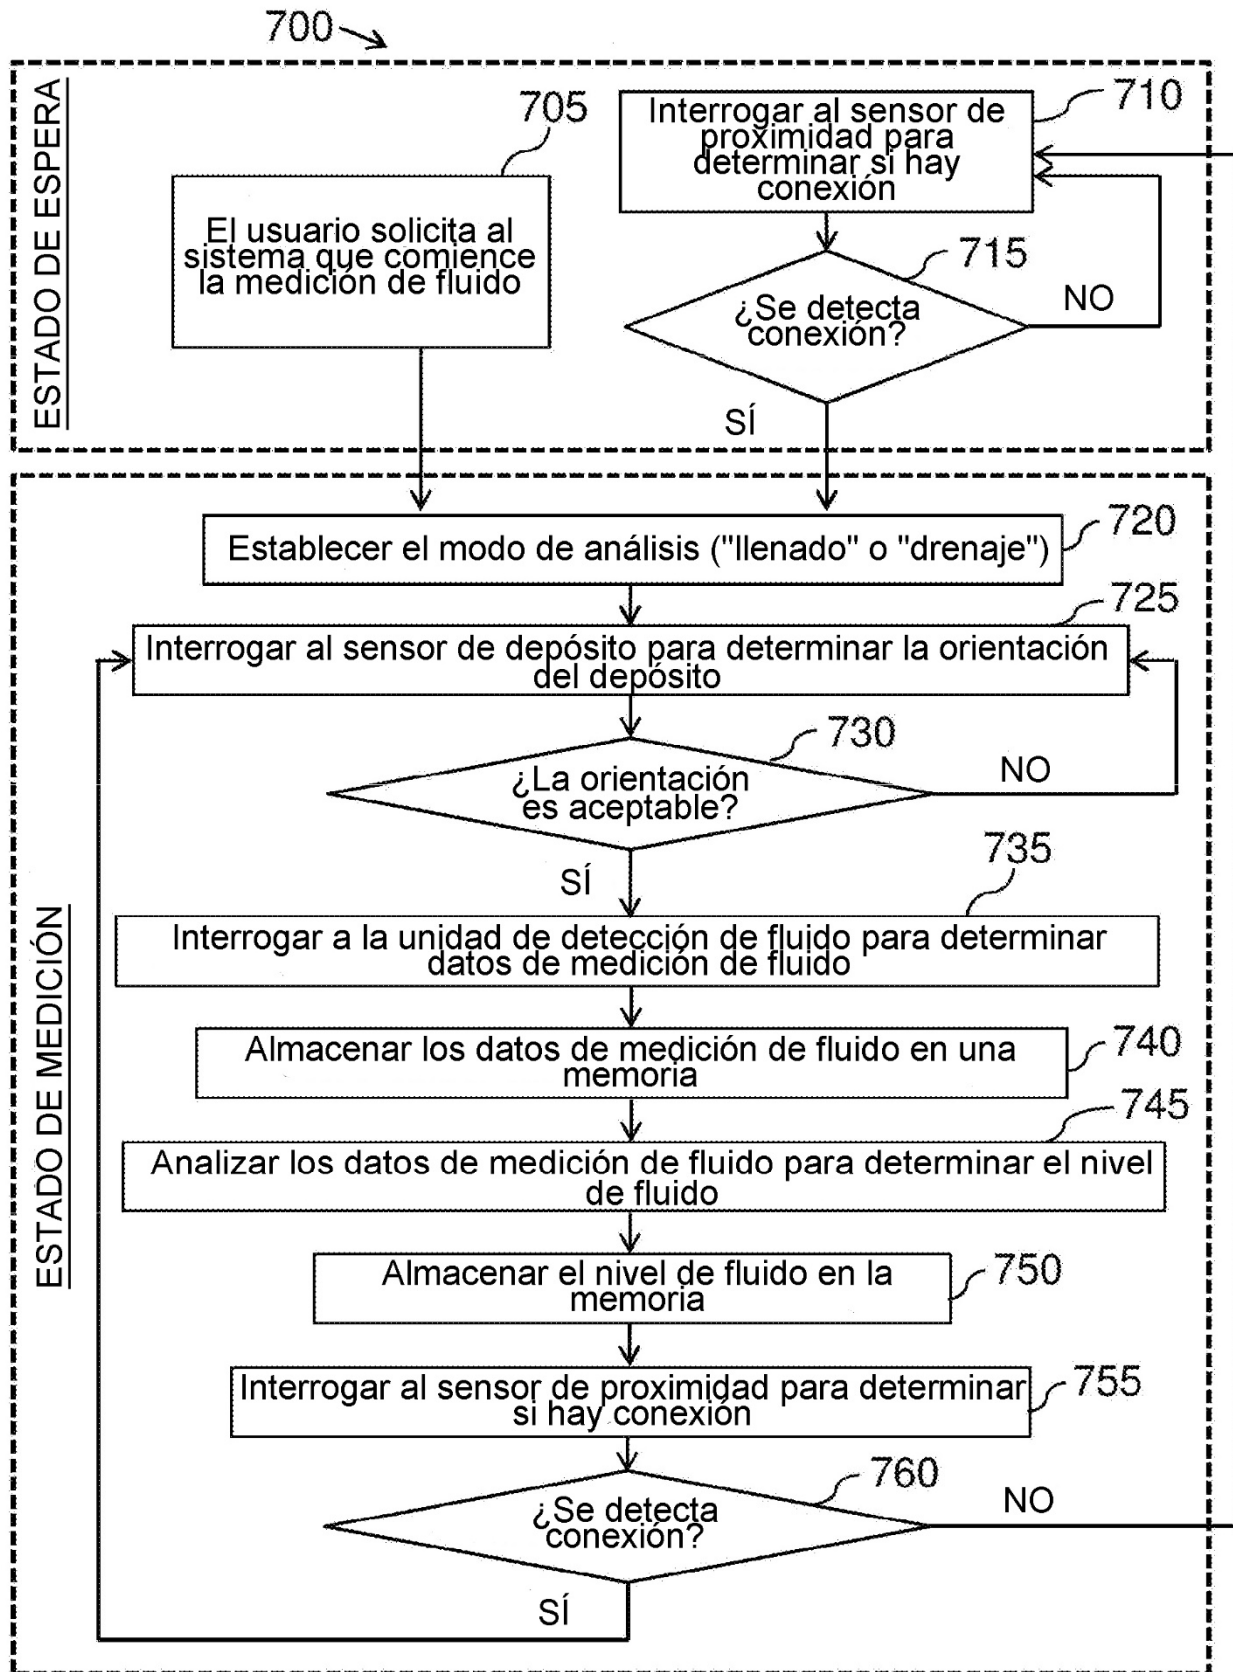 700
ESTADO DE ESPERA
705
El usuario solicita al
sistema que comience
la medición de fluido
710
Interrogar al sensor de
proximidad para
determinar si hay
conexión
715
¿Se detecta
conexión?
NO
SÍ
ESTADO DE MEDICIÓN
720
Establecer el modo de análisis ("llenado" o "drenaje")
725
Interrogar al sensor de depósito para determinar la orientación
del depósito
730
¿La orientación
es aceptable?
NO
SÍ
735
Interrogar a la unidad de detección de fluido para determinar
datos de medición de fluido
740
Almacenar los datos de medición de fluido en una
memoria
745
Analizar los datos de medición de fluido para determinar el nivel
de fluido
750
Almacenar el nivel de fluido en la
memoria
755
Interrogar al sensor de proximidad para determinar
si hay conexión
760
¿Se detecta
conexión?
NO
SÍ